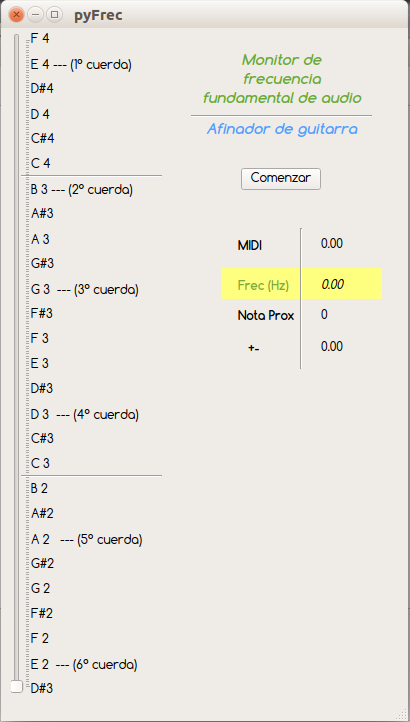 pyFrec
F 4
E 4 --- (1º cuerda)
D#4
D 4
C#4
C 4
B 3 --- (2º cuerda)
A#3
A 3
G#3
G 3 --- (3º cuerda)
F#3
F 3
E 3
D#3
D 3 --- (4º cuerda)
C#3
C 3
B 2
A#2
A 2 --- (5º cuerda)
G#2
G 2
F#2
F 2
E 2 --- (6º cuerda)
D#3
Monitor de
frecuencia
fundamental de audio
Afinador de guitarra
Comenzar
MIDI 0.00
Frec (Hz) 0.00
Nota Prox 0
+- 0.00